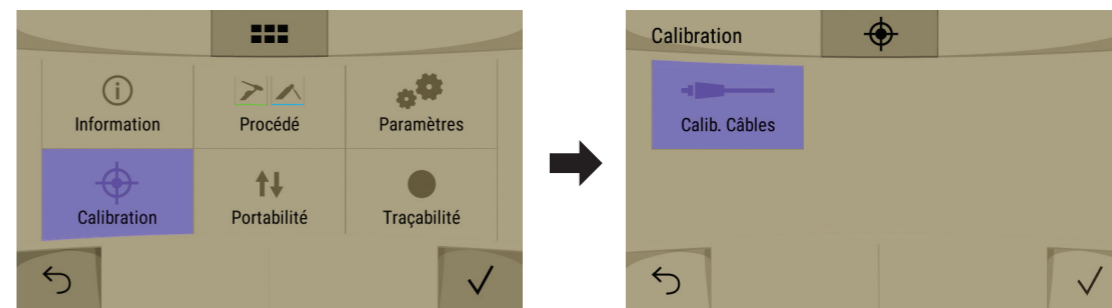 Information
Procédé
Paramètres
Calibration
Portabilité
Traçabilité
Calibration
Calib. Câbles